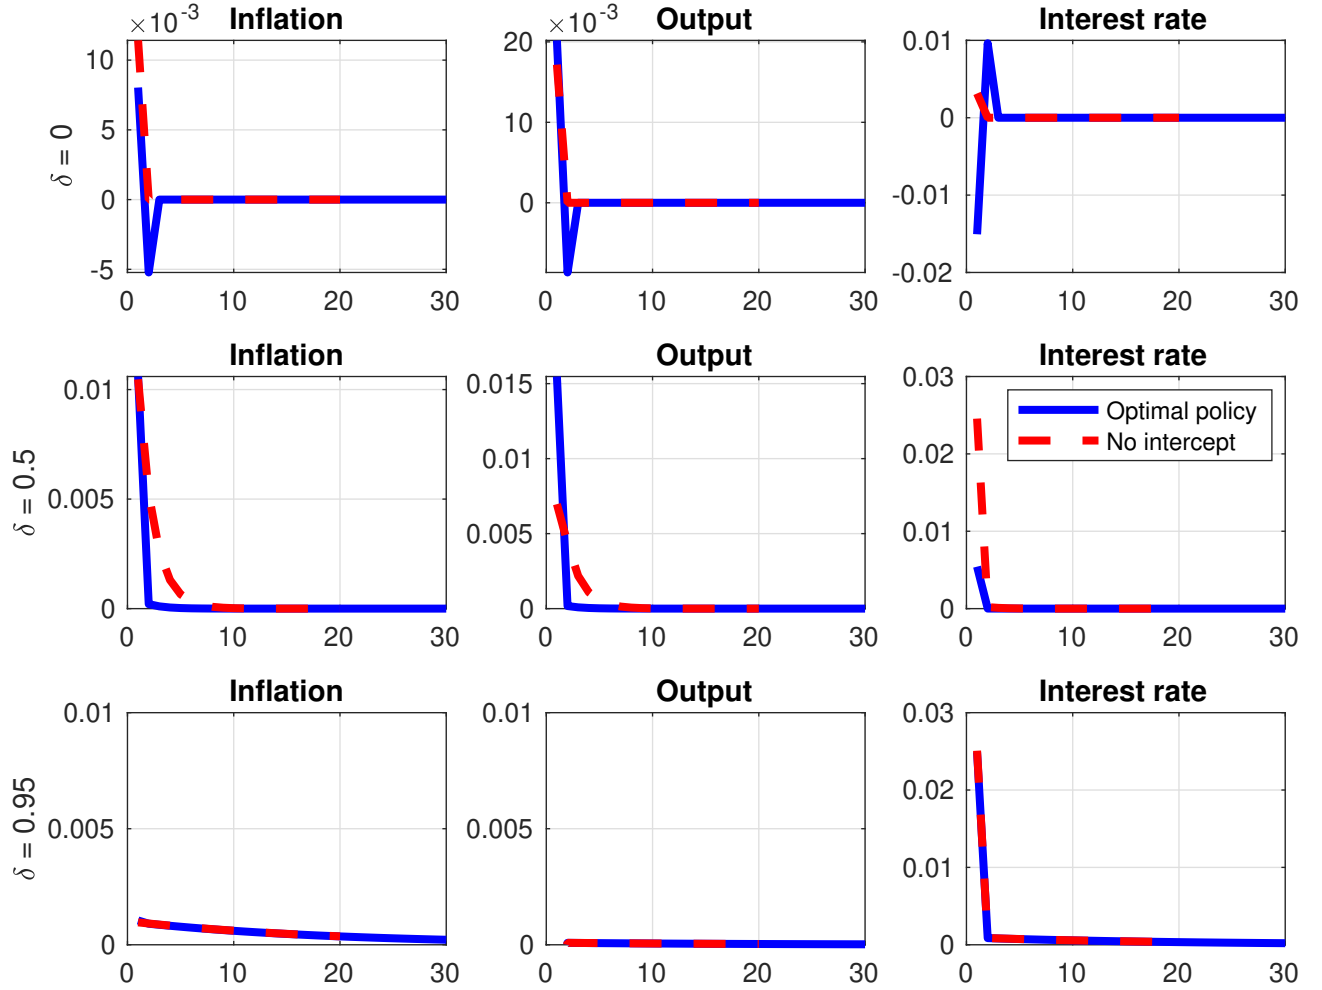 ×10⁻³ Inflation
×10⁻³ Output
Interest rate
δ = 0
10
5
0
-5
0 10 20 30
20
10
0
0 10 20 30
0.01
0
-0.01
-0.02
0 10 20 30
Inflation
Output
Interest rate
δ = 0.5
0.01
0.005
0
0 10 20 30
0.015
0.01
0.005
0
0 10 20 30
0.03
0.02
0.01
0
0 10 20 30
Optimal policy
No intercept
Inflation
Output
Interest rate
δ = 0.95
0.01
0.005
0
0 10 20 30
0.01
0.005
0
0 10 20 30
0.03
0.02
0.01
0
0 10 20 30